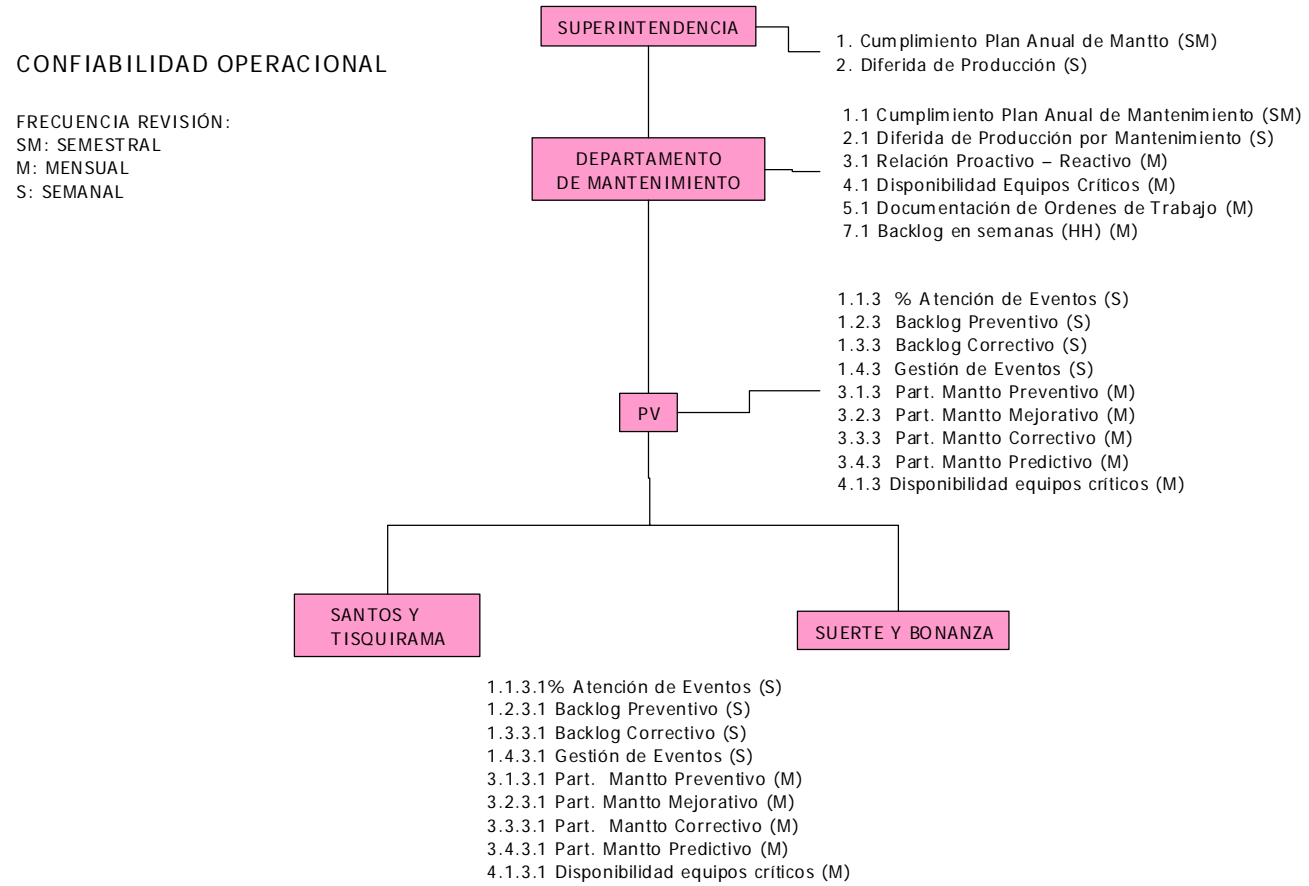 SUPERINTENDENCIA
1. Cumplimiento Plan Anual de Mantto (SM)
2. Diferida de Producción (S)
CONFIABILIDAD OPERACIONAL
FRECUENCIA REVISIÓN:
SM: SEMESTRAL
M: MENSUAL
S: SEMANAL
DEPARTAMENTO
DE MANTENIMIENTO
1.1 Cumplimiento Plan Anual de Mantenimiento (SM)
2.1 Diferida de Producción por Mantenimiento (S)
3.1 Relación Proactivo – Reactivo (M)
4.1 Disponibilidad Equipos Críticos (M)
5.1 Documentación de Ordenes de Trabajo (M)
7.1 Backlog en semanas (HH) (M)
PV
1.1.3 % Atención de Eventos (S)
1.2.3 Backlog Preventivo (S)
1.3.3 Backlog Correctivo (S)
1.4.3 Gestión de Eventos (S)
3.1.3 Part. Mantto Preventivo (M)
3.2.3 Part. Mantto Mejorativo (M)
3.3.3 Part. Mantto Correctivo (M)
3.4.3 Part. Mantto Predictivo (M)
4.1.3 Disponibilidad equipos críticos (M)
SANTOS Y
TISQUIRAMA
SUERTE Y BONANZA
1.1.3.1% Atención de Eventos (S)
1.2.3.1 Backlog Preventivo (S)
1.3.3.1 Backlog Correctivo (S)
1.4.3.1 Gestión de Eventos (S)
3.1.3.1 Part. Mantto Preventivo (M)
3.2.3.1 Part. Mantto Mejorativo (M)
3.3.3.1 Part. Mantto Correctivo (M)
3.4.3.1 Part. Mantto Predictivo (M)
4.1.3.1 Disponibilidad equipos críticos (M)